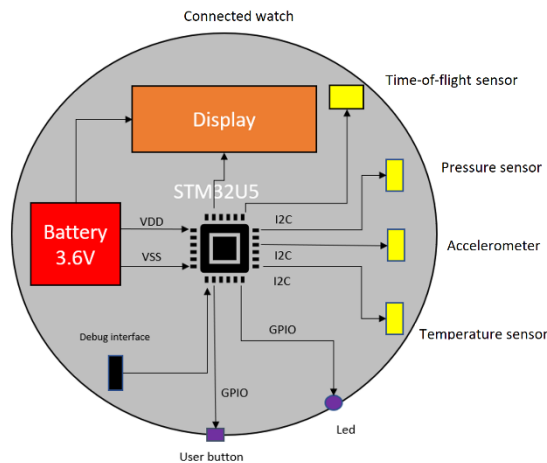 Connected watch
Time-of-flight sensor
Display
Pressure sensor
STM32U5
Battery
3.6V
VDD
VSS
I2C
I2C
I2C
Accelerometer
Temperature sensor
GPIO
Debug interface
GPIO
Led
User button